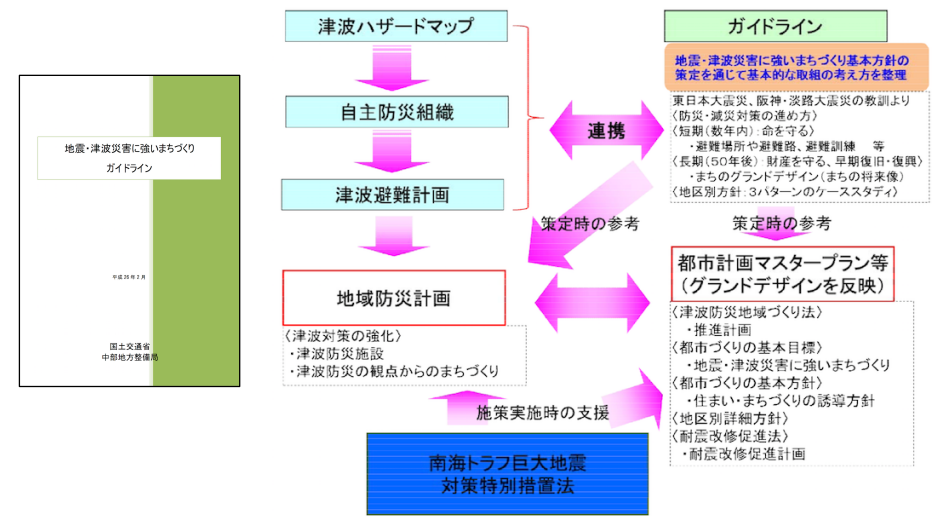 地震・津波災害に強いまちづくり
ガイドライン
平成26年2月
国土交通省
中部地方整備局
津波ハザードマップ
自主防災組織
津波避難計画
連携
ガイドライン
地震・津波災害に強いまちづくり基本方針の
策定を通じて基本的な取組の考え方を整理
東日本大震災、阪神・淡路大震災の教訓より
〈防災・減災対策の進め方〉
〈短期(数年内):命を守る〉
・避難場所や避難路、避難訓練 等
〈長期(50年後):財産を守る、早期復旧・復興〉
・まちのグランドデザイン(まちの将来像)
〈地区別方針:3パターンのケーススタディ〉
策定時の参考
策定時の参考
地域防災計画
〈津波対策の強化〉
・津波防災施設
・津波防災の観点からのまちづくり
都市計画マスタープラン等
(グランドデザインを反映)
〈津波防災地域づくり法〉
・推進計画
〈都市づくりの基本目標〉
・地震・津波災害に強いまちづくり
〈都市づくりの基本方針〉
・住まい・まちづくりの誘導方針
〈地区別詳細方針〉
〈耐震改修促進法〉
・耐震改修促進計画
施策実施時の支援
南海トラフ巨大地震
対策特別措置法